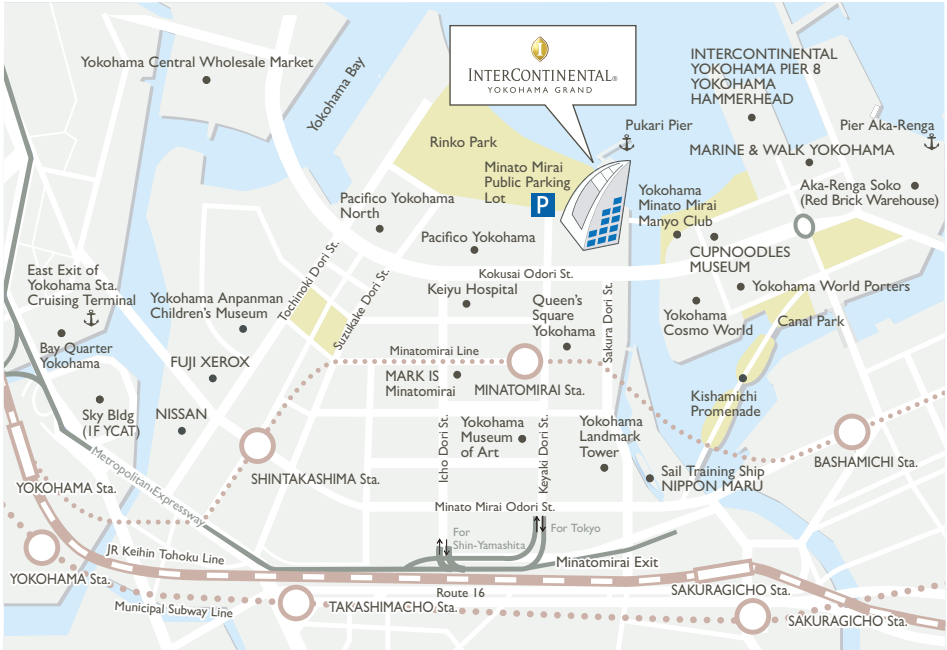 Yokohama Central Wholesale Market
Yokohama Bay
I
INTERCONTINENTAL®
YOKOHAMA GRAND
INTERCONTINENTAL
YOKOHAMA PIER 8
YOKOHAMA
HAMMERHEAD
Pukari Pier
Pier Aka-Renga
Rinko Park
MARINE & WALK YOKOHAMA
Minato Mirai
Public Parking
Lot
P
Pacifico Yokohama
North
Yokohama
Minato Mirai
Manyo Club
Aka-Renga Soko
(Red Brick Warehouse)
Pacifico Yokohama
CUPNOODLES
MUSEUM
Tochinoki Dori St.
Kokusai Odori St.
East Exit of
Yokohama Sta.
Cruising Terminal
Yokohama Anpanman
Children's Museum
Suzukake Dori St.
Keiyu Hospital
Queen's
Square
Yokohama
Sakura Dori St.
Yokohama World Porters
Yokohama
Cosmo World
Canal Park
Bay Quarter
Yokohama
FUJI XEROX
Minatomirai Line
MARK IS
Minatomirai
MINATOMIRAI Sta.
Kishamichi
Promenade
Sky Bldg
(1F YCAT)
NISSAN
Icho Dori St.
Yokohama
Museum
of Art
Keyaki Dori St.
Yokohama
Landmark
Tower
BASHAMICHI Sta.
Metropolitan Expressway
YOKOHAMA Sta.
SHINTAKASHIMA Sta.
Sail Training Ship
NIPPON MARU
Minato Mirai Odori St.
For
Shin-Yamashita
For Tokyo
JR Keihin Tohoku Line
Minatomirai Exit
YOKOHAMA Sta.
Route 16
SAKURAGICHO Sta.
Municipal Subway Line
TAKASHIMACHO Sta.
SAKURAGICHO Sta.